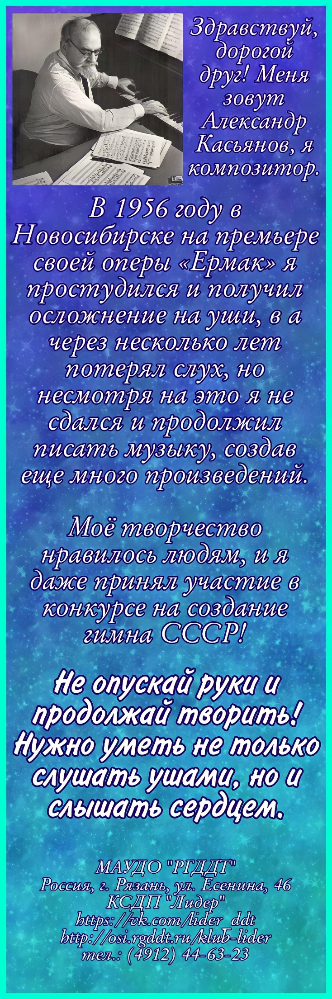 Здравствуй,
дорогой
друг! Меня
зовут
Александр
Касьянов, я
композитор.
В 1956 году в
Новосибирске на премьере
своей оперы «Ермак» я
простудился и получил
осложнение на уши, в а
через несколько лет
потерял слух, но
несмотря на это я не
сдался и продолжил
писать музыку, создав
еще много произведений.
Моё творчество
нравилось людям, и я
даже принял участие в
конкурсе на создание
гимна СССР!
Не опускай руки и
продолжай творить!
Нужно уметь не только
слушать ушами, но и
слышать сердцем.
МАУДО "РГДДТ"
Россия, г. Рязань, ул. Есенина, 46
КСДП "Лидер"
https://vk.com/lider_ddt
http://osi.rgddt.ru/klub-lider
тел.: (4912) 44-63-23